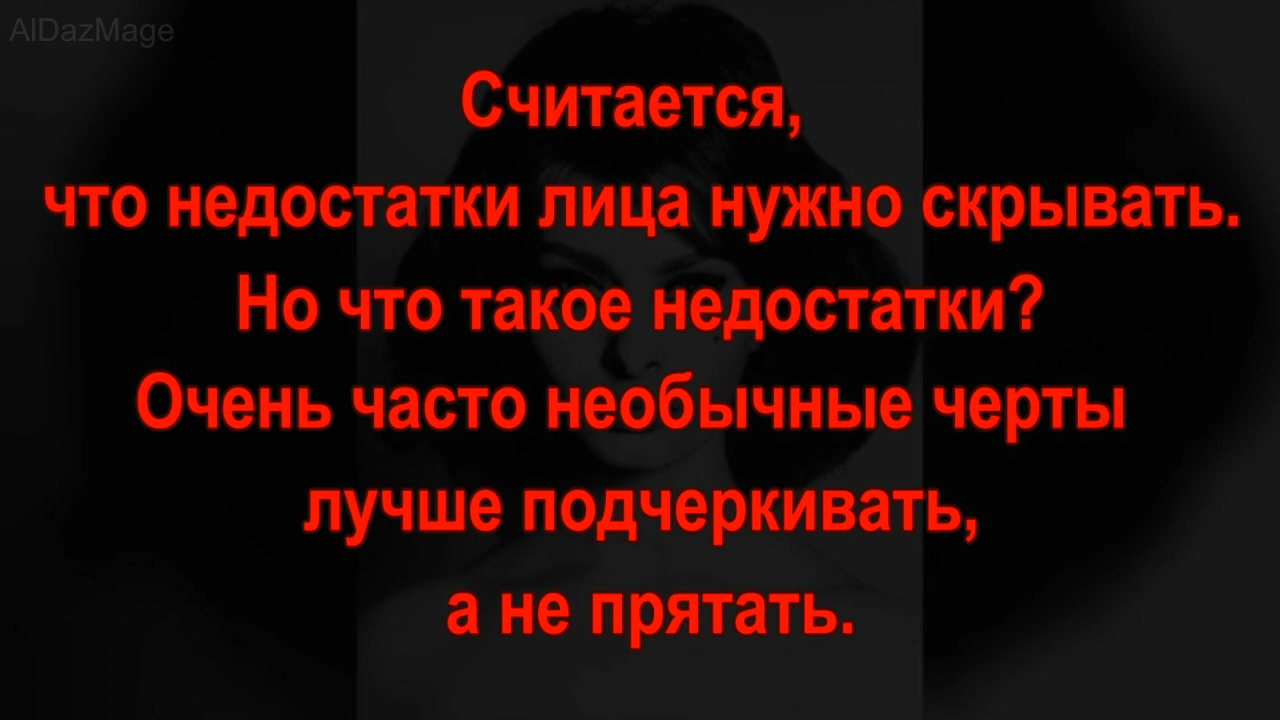 AlDazMage
Считается,
что недостатки лица нужно скрывать.
Но что такое недостатки?
Очень часто необычные черты
лучше подчеркивать,
а не прятать.